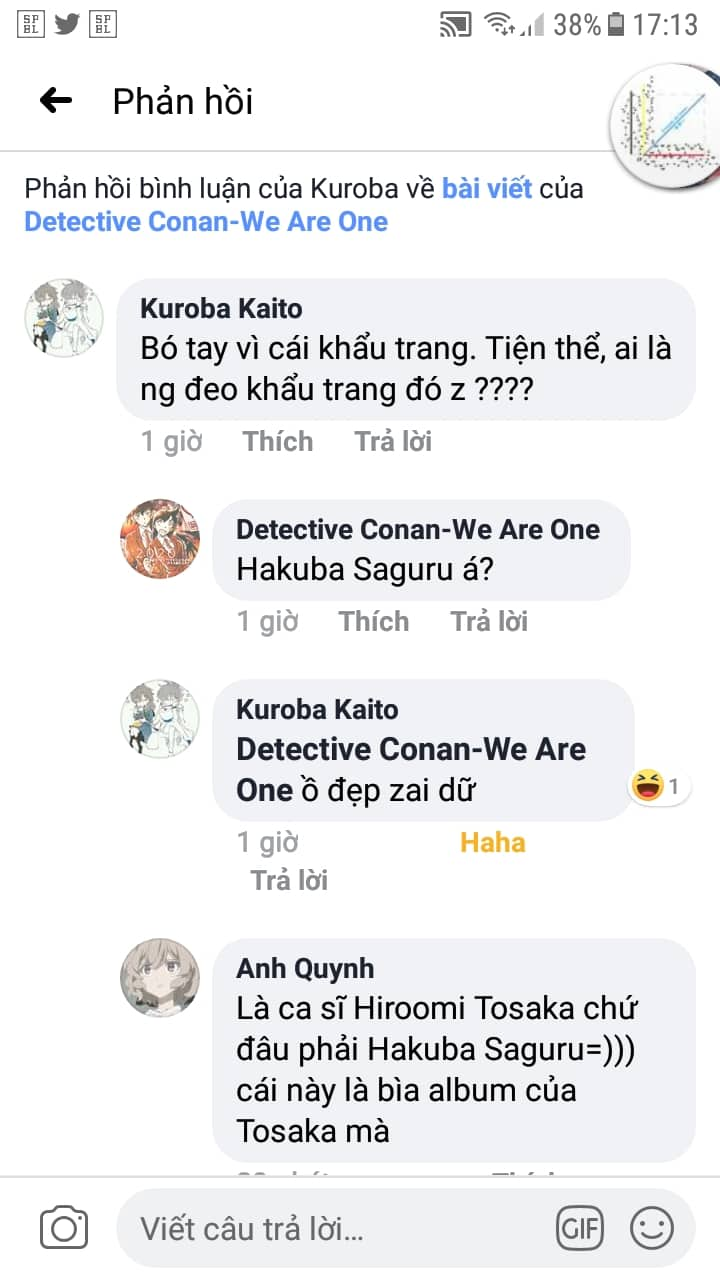 SP
BL
SP
BL
38%
17:13
Phản hồi
Phản hồi bình luận của Kuroba về bài viết của
Detective Conan-We Are One
Kuroba Kaito
Bó tay vì cái khẩu trang. Tiện thể, ai là
ng đeo khẩu trang đó z ????
1 giờ Thích Trả lời
Detective Conan-We Are One
Hakuba Saguru á?
1 giờ Thích Trả lời
Kuroba Kaito
Detective Conan-We Are
One ồ đẹp zai dữ
1
1 giờ Haha
Trả lời
Anh Quynh
Là ca sĩ Hiroomi Tosaka chứ
đâu phải Hakuba Saguru=)))
cái này là bìa album của
Tosaka mà
Viết câu trả lời...
GIF